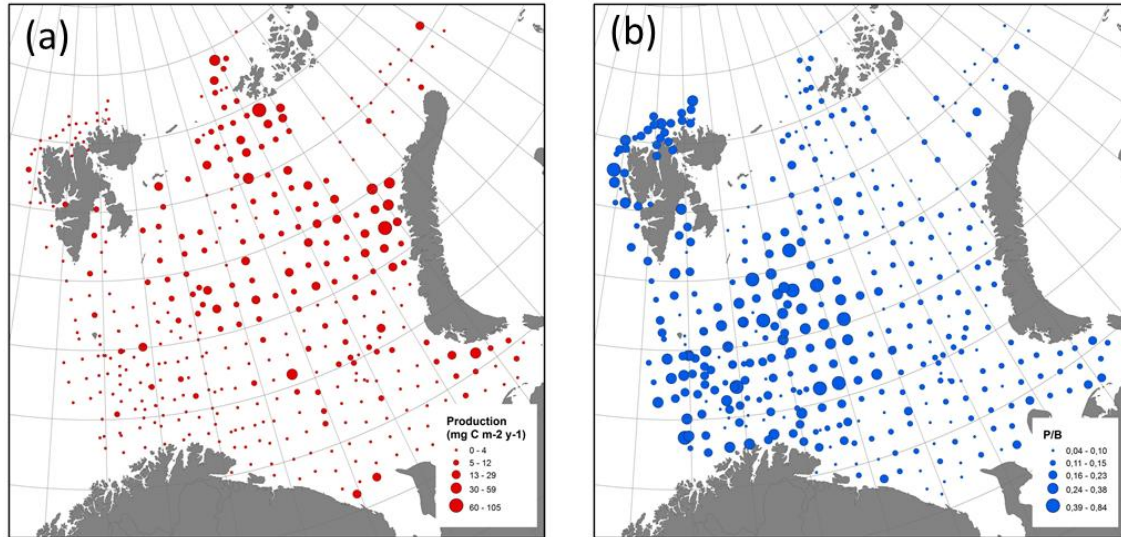 (a)
Production
(mg C m-2 y-1)
0 - 4
5 - 12
13 - 29
30 - 59
60 - 105
(b)
P/B
0,04 - 0,10
0,11 - 0,15
0,16 - 0,23
0,24 - 0,38
0,39 - 0,84